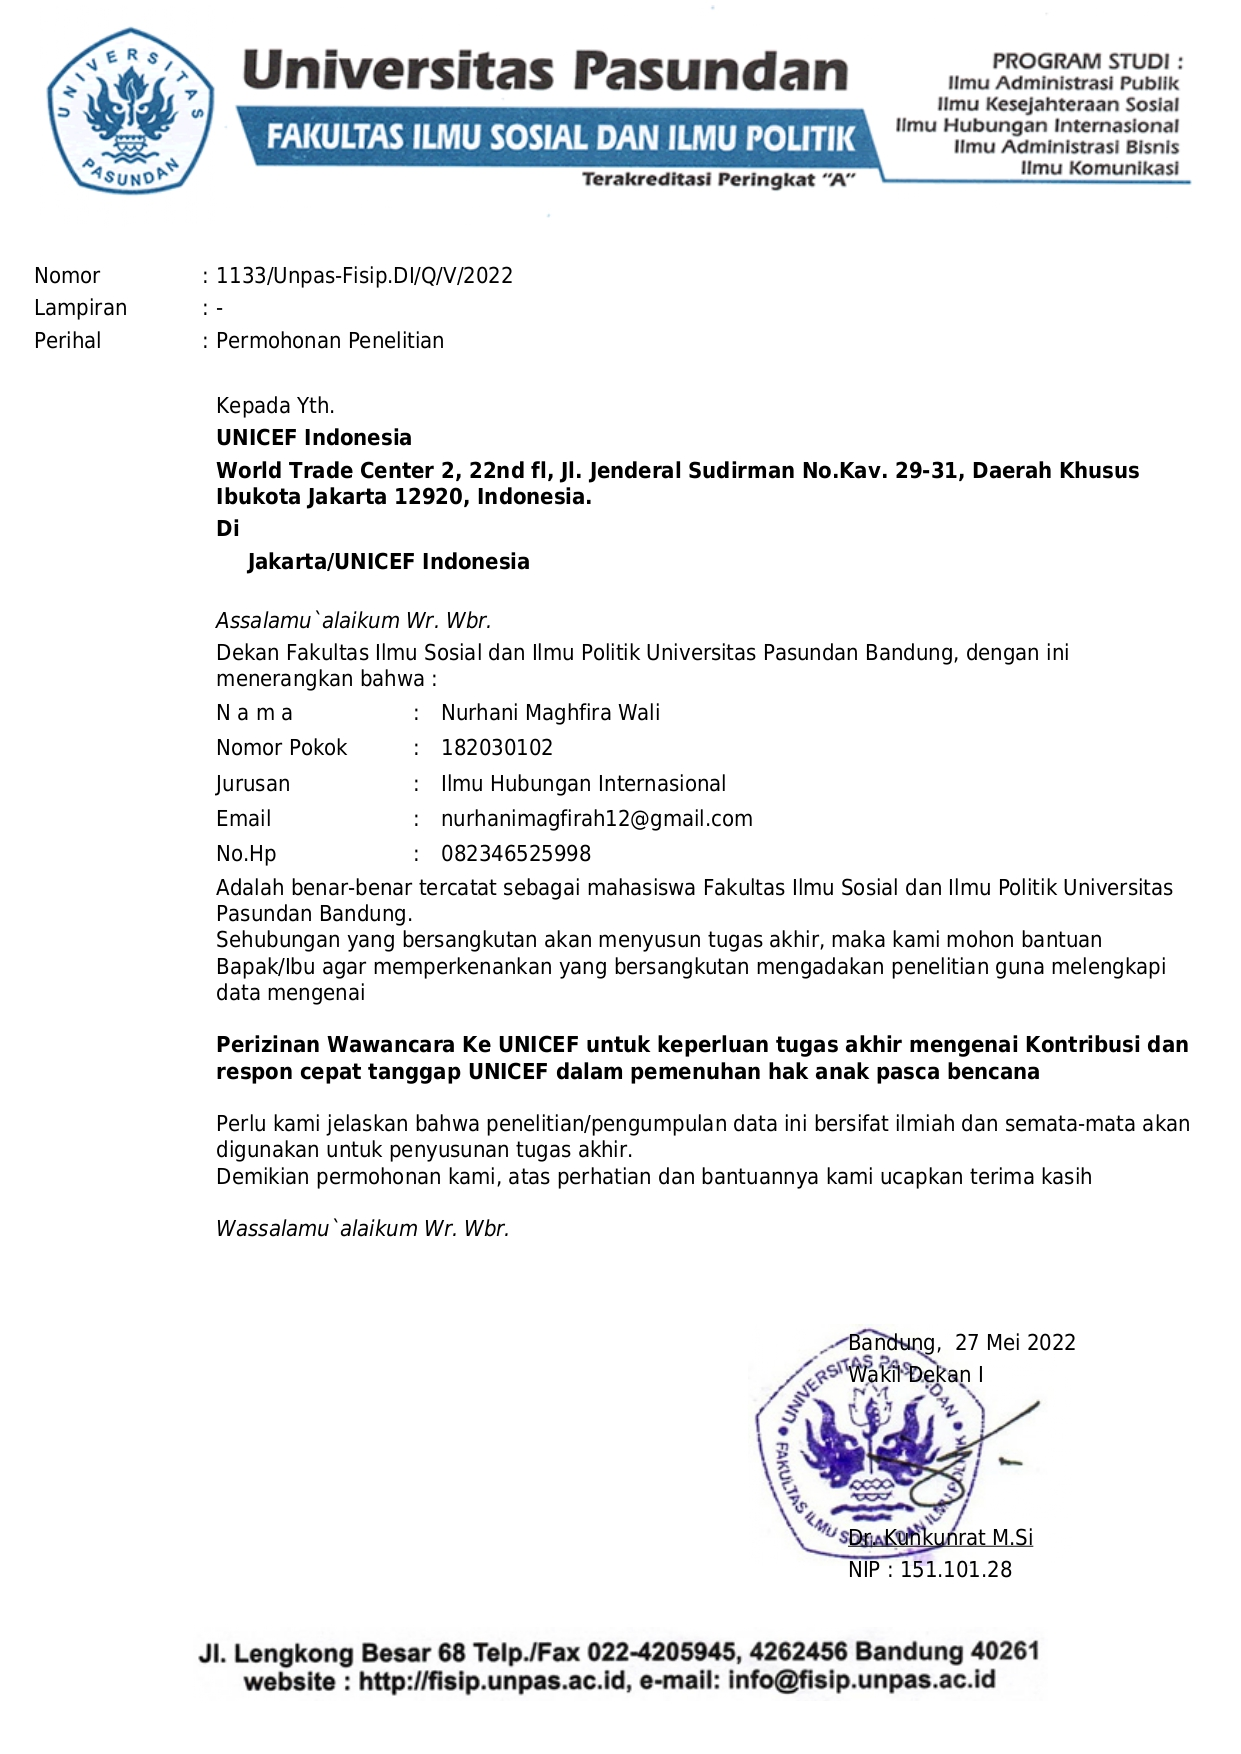 UNIVERSITAS
PASUNDAN
Universitas Pasundan
FAKULTAS ILMU SOSIAL DAN ILMU POLITIK
Terakreditasi Peringkat "A"
PROGRAM STUDI :
Ilmu Administrasi Publik
Ilmu Kesejahteraan Sosial
Ilmu Hubungan Internasional
Ilmu Administrasi Bisnis
Ilmu Komunikasi
Nomor : 1133/Unpas-Fisip.DI/Q/V/2022
Lampiran : -
Perihal : Permohonan Penelitian
Kepada Yth.
UNICEF Indonesia
World Trade Center 2, 22nd fl, Jl. Jenderal Sudirman No.Kav. 29-31, Daerah Khusus
Ibukota Jakarta 12920, Indonesia.
Di
Jakarta/UNICEF Indonesia
Assalamu`alaikum Wr. Wbr.
Dekan Fakultas Ilmu Sosial dan Ilmu Politik Universitas Pasundan Bandung, dengan ini
menerangkan bahwa :
N a m a : Nurhani Maghfira Wali
Nomor Pokok : 182030102
Jurusan : Ilmu Hubungan Internasional
Email : nurhanimagfirah12@gmail.com
No.Hp : 082346525998
Adalah benar-benar tercatat sebagai mahasiswa Fakultas Ilmu Sosial dan Ilmu Politik Universitas
Pasundan Bandung.
Sehubungan yang bersangkutan akan menyusun tugas akhir, maka kami mohon bantuan
Bapak/Ibu agar memperkenankan yang bersangkutan mengadakan penelitian guna melengkapi
data mengenai
Perizinan Wawancara Ke UNICEF untuk keperluan tugas akhir mengenai Kontribusi dan
respon cepat tanggap UNICEF dalam pemenuhan hak anak pasca bencana
Perlu kami jelaskan bahwa penelitian/pengumpulan data ini bersifat ilmiah dan semata-mata akan
digunakan untuk penyusunan tugas akhir.
Demikian permohonan kami, atas perhatian dan bantuannya kami ucapkan terima kasih
Wassalamu`alaikum Wr. Wbr.
Bandung, 27 Mei 2022
Wakil Dekan I
UNIVERSITAS PASUNDAN
FAKULTAS ILMU SOSIAL DAN ILMU POLITIK
Dr. Kunkunrat M.Si
NIP : 151.101.28
Jl. Lengkong Besar 68 Telp./Fax 022-4205945, 4262456 Bandung 40261
website : http://fisip.unpas.ac.id, e-mail: info@fisip.unpas.ac.id